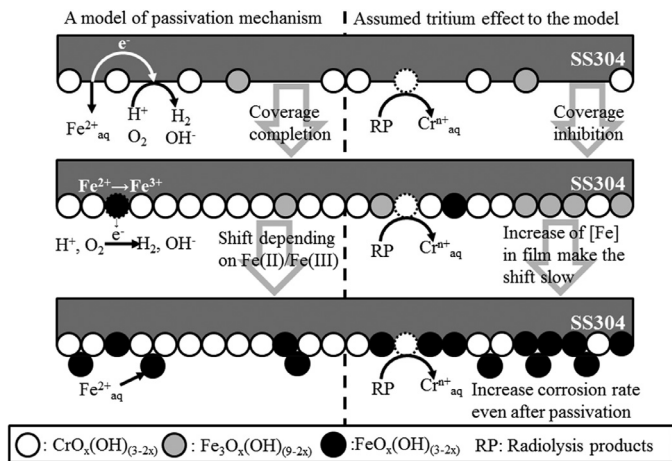 A model of passivation mechanism
Assumed tritium effect to the model
SS304
e-
Fe2+aq
H+
O2
H2
OH-
Coverage
completion
RP
Crn+aq
Coverage
inhibition
SS304
Fe2+→Fe3+
e-
H+, O2
H2, OH-
Shift depending
on Fe(II)/Fe(III)
RP
Crn+aq
Increase of [Fe]
in film make the
shift slow
SS304
Fe2+aq
RP
Crn+aq
Increase corrosion rate
even after passivation
: CrOx(OH)(3-2x) : Fe3Ox(OH)(9-2x) :FeOx(OH)(3-2x) RP: Radiolysis products